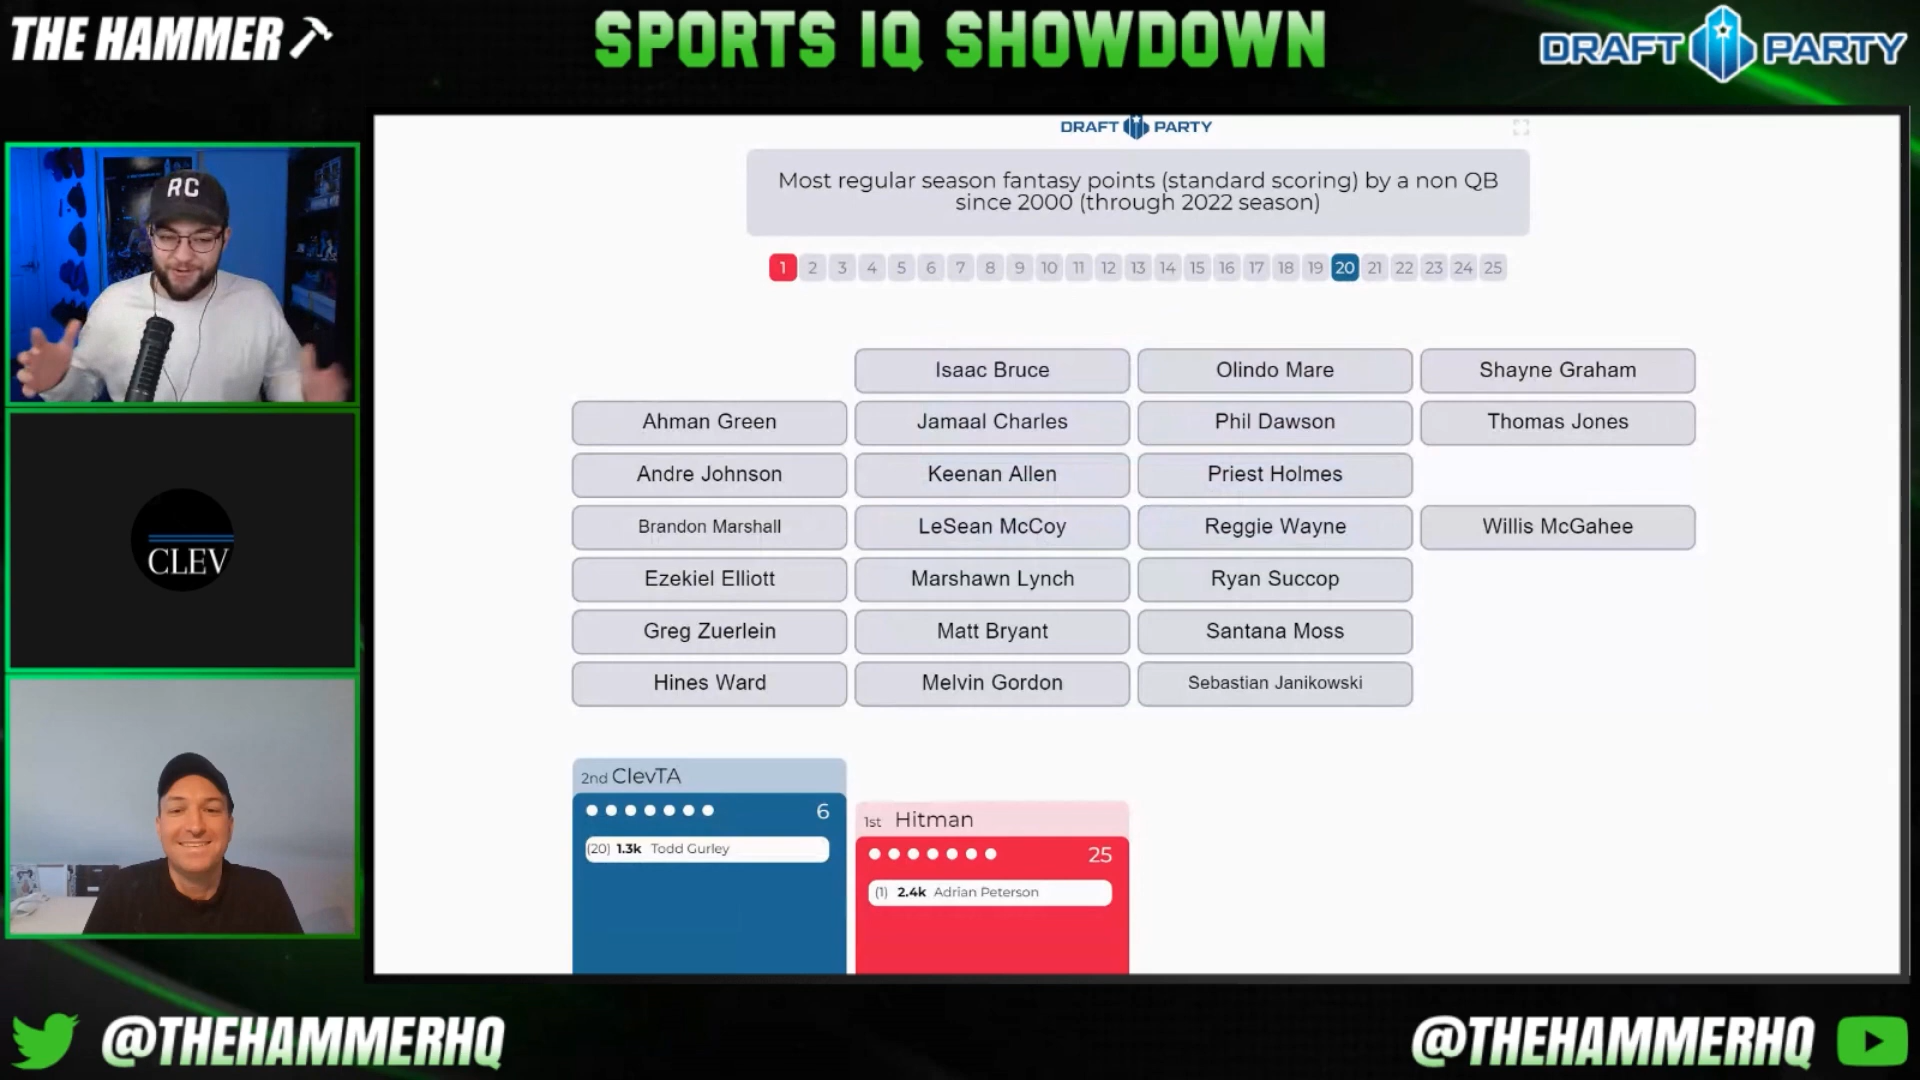 THE HAMMER
SPORTS IQ SHOWDOWN
DRAFT PARTY
RC
CLEV
DRAFT PARTY
Most regular season fantasy points (standard scoring) by a non QB
since 2000 (through 2022 season)
1 2 3 4 5 6 7 8 9 10 11 12 13 14 15 16 17 18 19 20 21 22 23 24 25
Isaac Bruce Olindo Mare Shayne Graham
Ahman Green Jamaal Charles Phil Dawson Thomas Jones
Andre Johnson Keenan Allen Priest Holmes
Brandon Marshall LeSean McCoy Reggie Wayne Willis McGahee
Ezekiel Elliott Marshawn Lynch Ryan Succop
Greg Zuerlein Matt Bryant Santana Moss
Hines Ward Melvin Gordon Sebastian Janikowski
2nd ClevTA
6
(20) 1.3k Todd Gurley
1st Hitman
25
(1) 2.4k Adrian Peterson
@THEHAMMERHQ
@THEHAMMERHQ